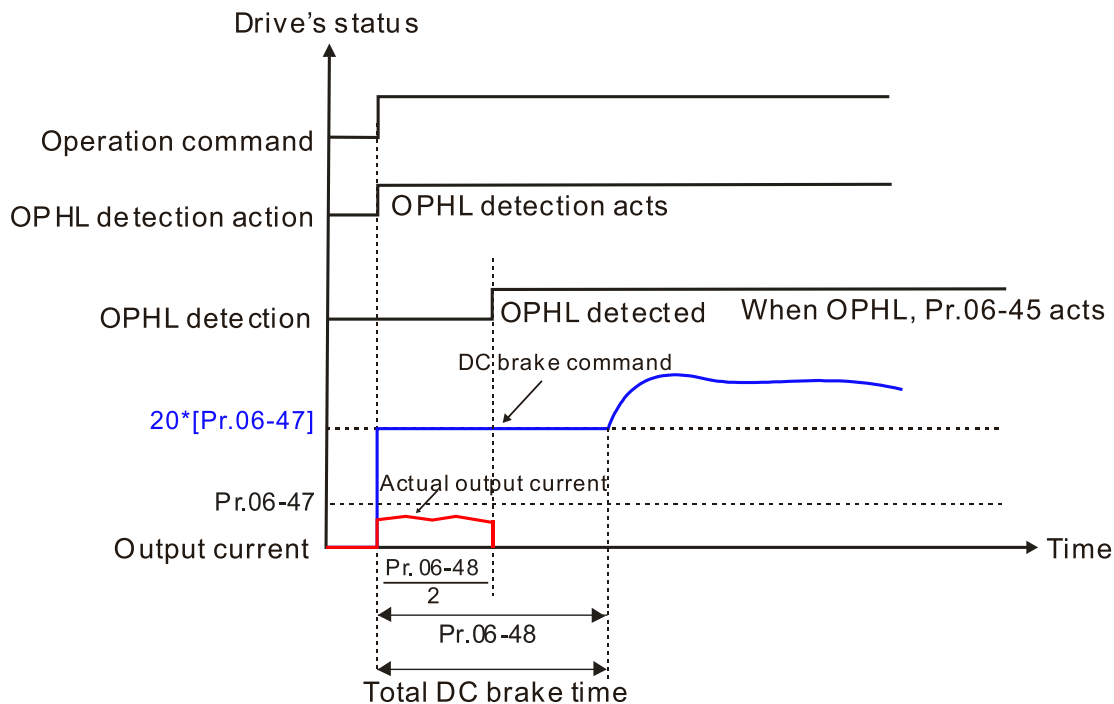 Drive's status
Operation command
OPHL detection action
OPHL detection acts
OPHL detection
OPHL detected
When OPHL, Pr.06-45 acts
DC brake command
20*[Pr.06-47]
Actual output current
Pr.06-47
Output current
Time
Pr.06-48
2
Pr.06-48
Total DC brake time